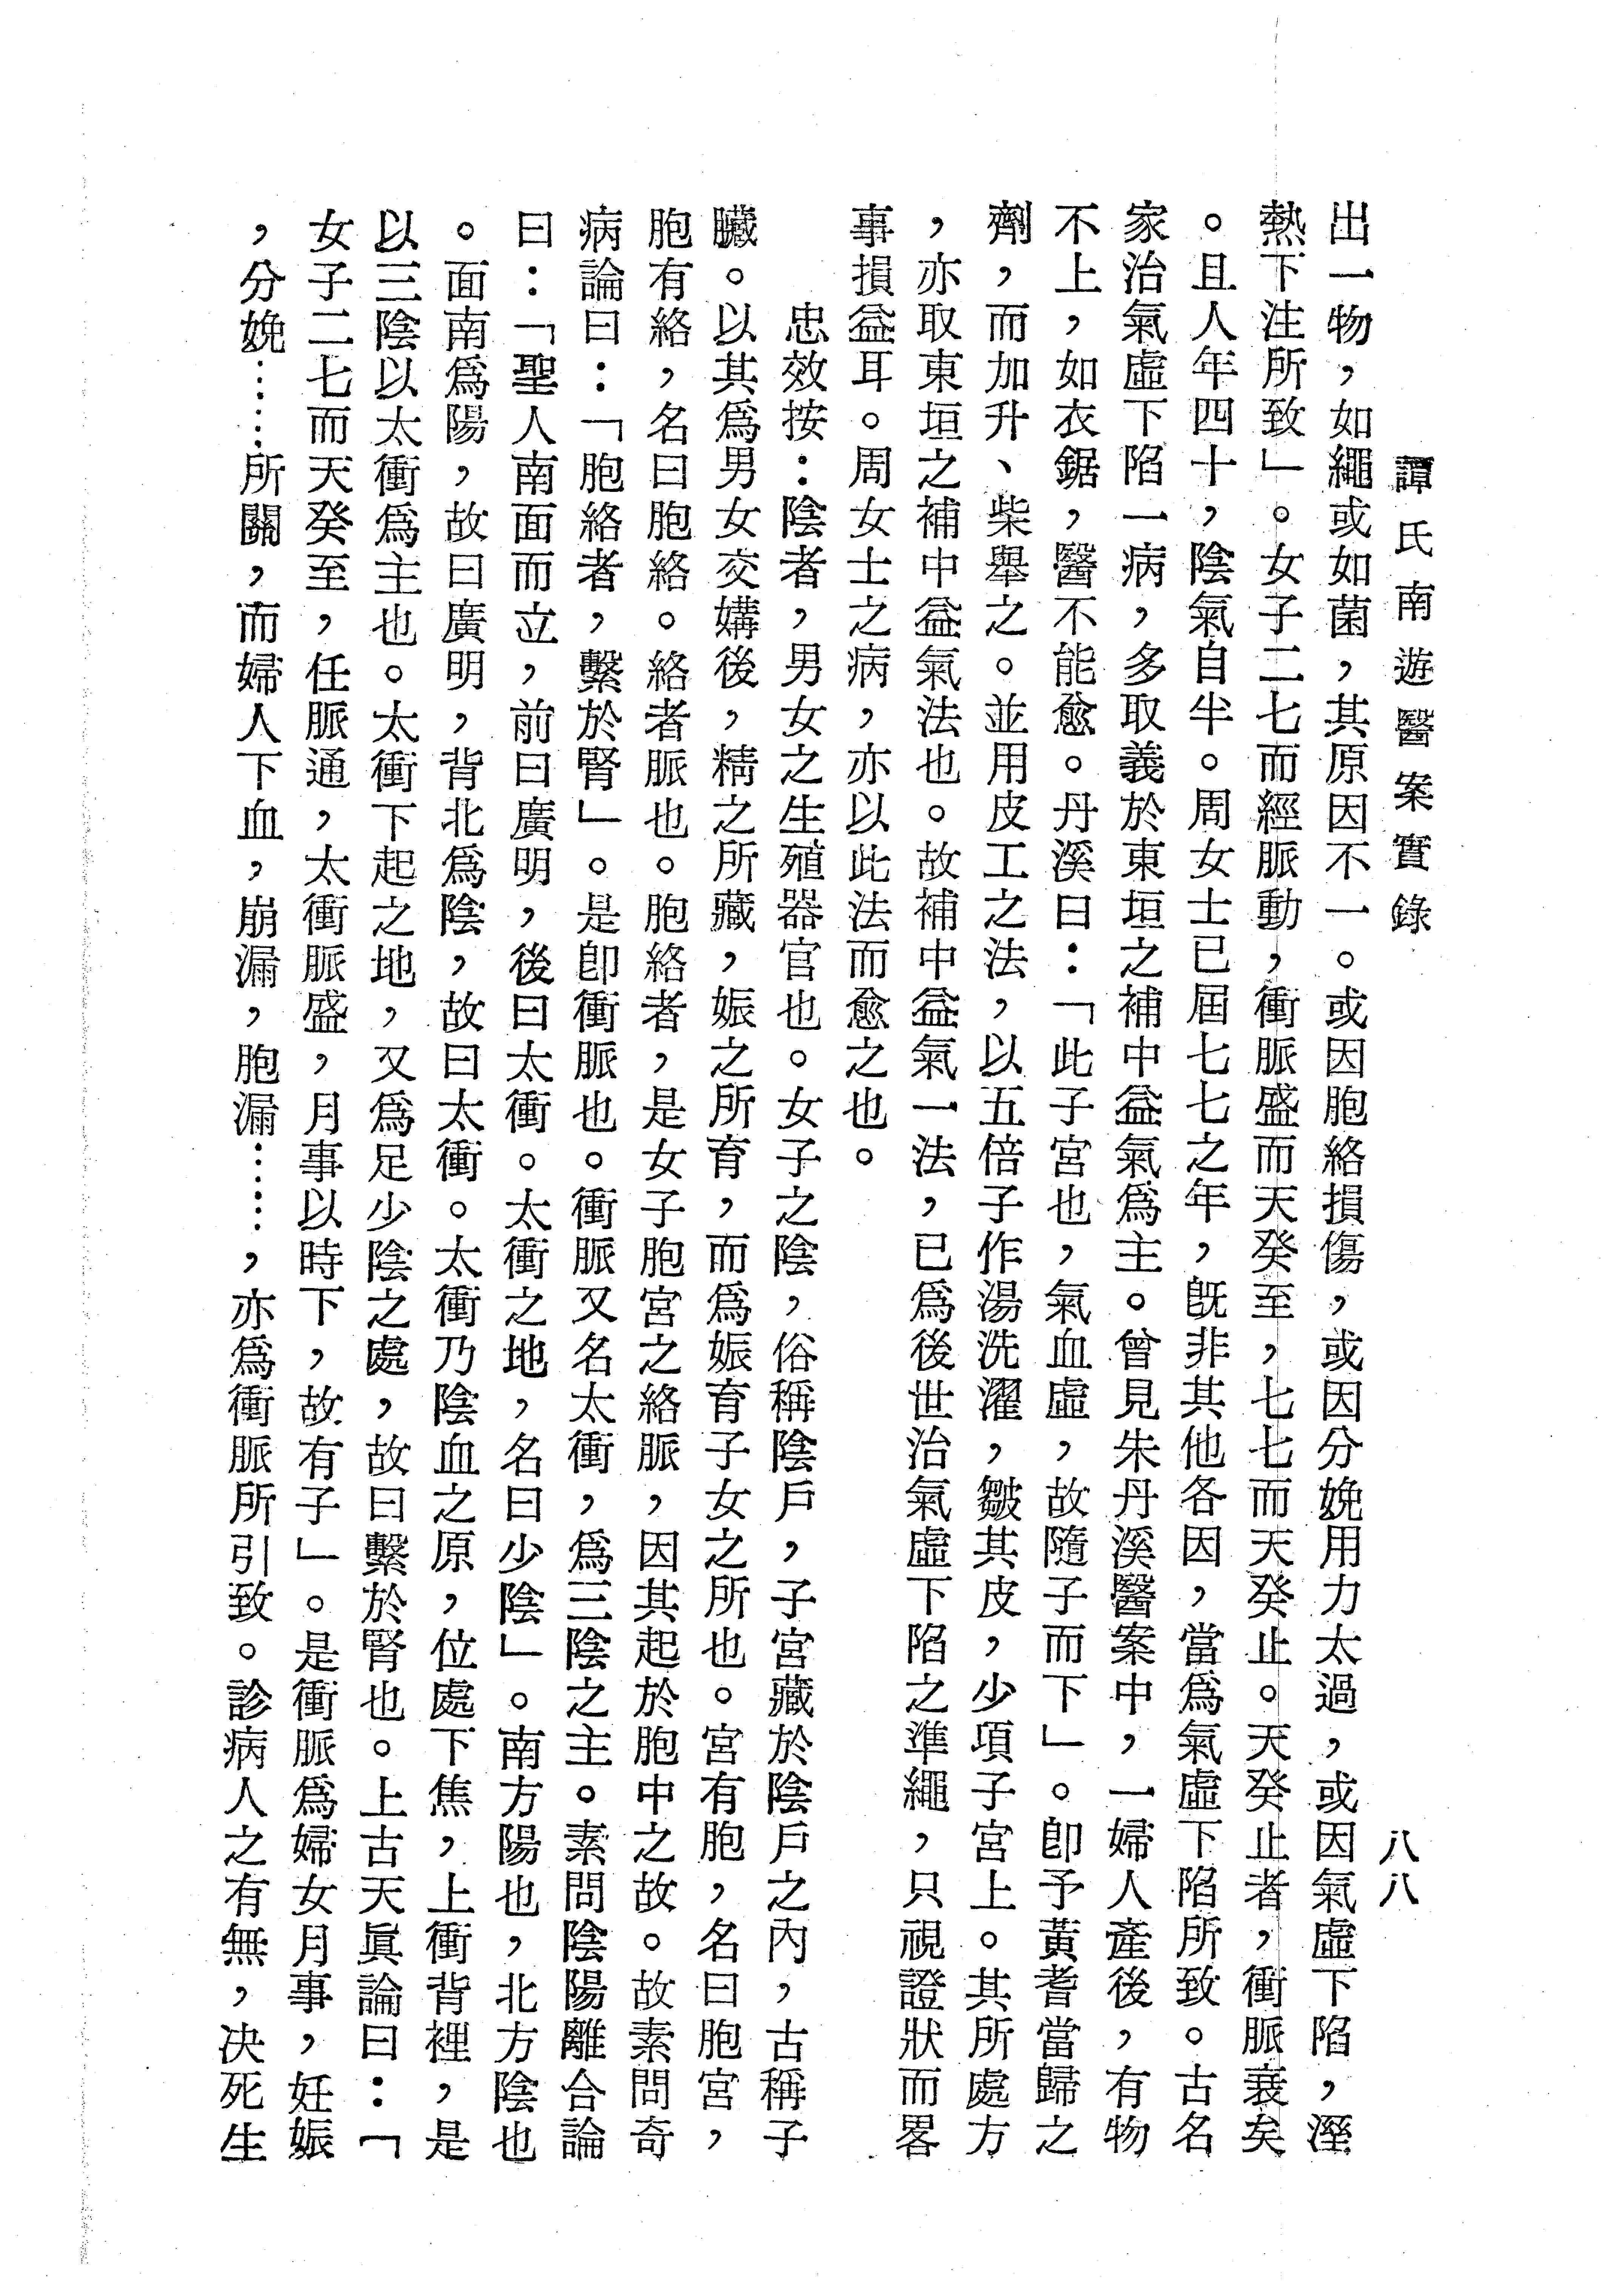 譚氏南遊醫案實錄
八八
出一物，如繩或如菌，其原因不一。或因胞絡損傷，或因分娩用力太過，或因氣虛下陷，溼
熱下注所致」。女子二七而經脈動，衝脈盛而天癸至，七七而天癸止。天癸止者，衝脈衰矣
。且人年四十，陰氣自半。周女士已屆七七之年，旣非其他各因，當爲氣虛下陷所致。古名
家治氣虛下陷一病，多取義於東垣之補中益氣爲主。曾見朱丹溪醫案中，一婦人產後，有物
不上，如衣鋸，醫不能愈。丹溪曰：「此子宮也，氣血虛，故隨子而下」。卽予黃耆當歸之
劑，而加升、柴舉之。並用皮工之法，以五倍子作湯洗濯，皺其皮，少項子宮上。其所處方
，亦取東垣之補中益氣法也。故補中益氣一法，已爲後世治氣虛下陷之準繩，只視證狀而畧
事損益耳。周女士之病，亦以此法而愈之也。
忠效按：陰者，男女之生殖器官也。女子之陰，俗稱陰戶，子宮藏於陰戶之內，古稱子
臟。以其爲男女交媾後，精之所藏，娠之所育，而爲娠育子女之所也。宮有胞，名曰胞宮，
胞有絡，名曰胞絡。絡者脈也。胞絡者，是女子胞宮之絡脈，因其起於胞中之故。故素問奇
病論曰：「胞絡者，繫於腎」。是卽衝脈也。衝脈又名太衝，爲三陰之主。素問陰陽離合論
曰：「聖人南面而立，前曰廣明，後曰太衝。太衝之地，名曰少陰」。南方陽也，北方陰也
。面南爲陽，故曰廣明，背北爲陰，故曰太衝。太衝乃陰血之原，位處下焦，上衝背裡，是
以三陰以太衝爲主也。太衝下起之地，又爲足少陰之處，故曰繫於腎也。上古天眞論曰：「
女子二七而天癸至，任脈通，太衝脈盛，月事以時下，故有子」。是衝脈爲婦女月事，妊娠
，分娩……所關，而婦人下血，崩漏，胞漏……，亦爲衝脈所引致。診病人之有無，決死生